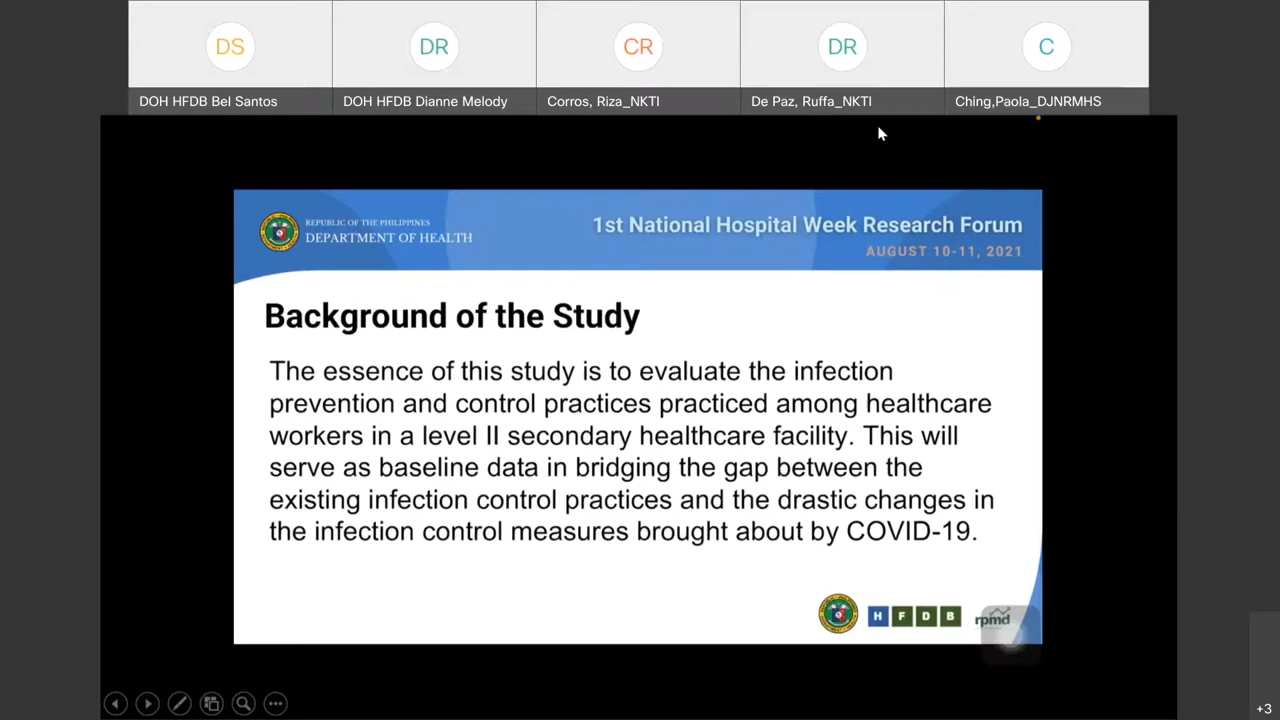 DS
DR
CR
DR
C
DOH HFDB Bel Santos
DOH HFDB Dianne Melody
Corros, Riza_NKTI
De Paz, Ruffa_NKTI
Ching,Paola_DJNRMHS
REPUBLIC OF THE PHILIPPINES
DEPARTMENT OF HEALTH
1st National Hospital Week Research Forum
AUGUST 10-11, 2021
Background of the Study
The essence of this study is to evaluate the infection
prevention and control practices practiced among healthcare
workers in a level II secondary healthcare facility. This will
serve as baseline data in bridging the gap between the
existing infection control practices and the drastic changes in
the infection control measures brought about by COVID-19.
H F D B
rpmd
+3